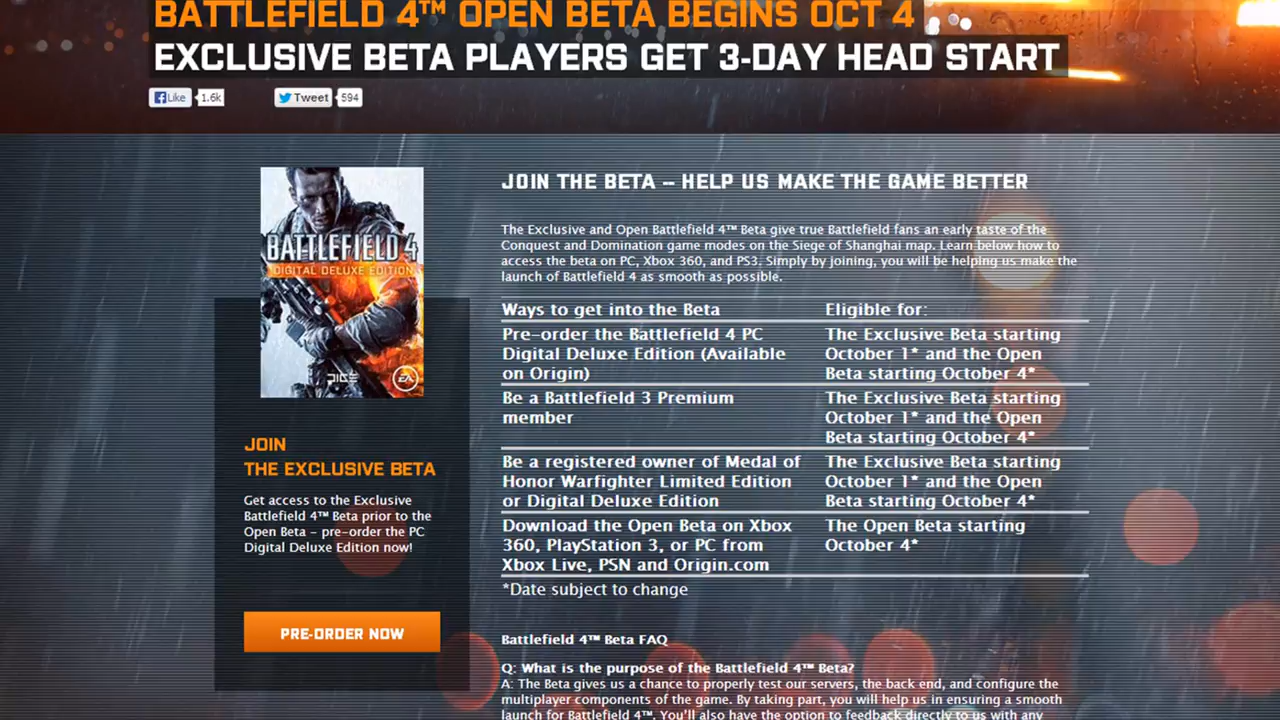 BATTLEFIELD 4™ OPEN BETA BEGINS OCT 4
EXCLUSIVE BETA PLAYERS GET 3-DAY HEAD START
Like 1.6k Tweet 594
BATTLEFIELD 4
DIGITAL DELUXE EDITION
DICE EA
JOIN
THE EXCLUSIVE BETA
Get access to the Exclusive
Battlefield 4™ Beta prior to the
Open Beta – pre-order the PC
Digital Deluxe Edition now!
PRE-ORDER NOW
JOIN THE BETA – HELP US MAKE THE GAME BETTER
The Exclusive and Open Battlefield 4™ Beta give true Battlefield fans an early taste of the
Conquest and Domination game modes on the Siege of Shanghai map. Learn below how to
access the beta on PC, Xbox 360, and PS3. Simply by joining, you will be helping us make the
launch of Battlefield 4 as smooth as possible.
Ways to get into the Beta
Eligible for:
Pre-order the Battlefield 4 PC
Digital Deluxe Edition (Available
on Origin)
The Exclusive Beta starting
October 1* and the Open
Beta starting October 4*
Be a Battlefield 3 Premium
member
The Exclusive Beta starting
October 1* and the Open
Beta starting October 4*
Be a registered owner of Medal of
Honor Warfighter Limited Edition
or Digital Deluxe Edition
The Exclusive Beta starting
October 1* and the Open
Beta starting October 4*
Download the Open Beta on Xbox
360, PlayStation 3, or PC from
Xbox Live, PSN and Origin.com
The Open Beta starting
October 4*
*Date subject to change
Battlefield 4™ Beta FAQ
Q: What is the purpose of the Battlefield 4™ Beta?
A: The Beta gives us a chance to properly test our servers, the back end, and configure the
multiplayer components of the game. By taking part, you will help us in ensuring a smooth
launch for Battlefield 4™. You'll also have the option to feedback directly to us with any